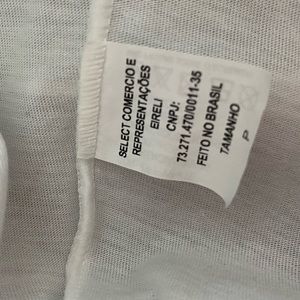 SELECT COMERCIO E
REPRESENTAÇÕES
EIRELI
CNPJ:
73.271.470/0011-35
FEITO NO BRASIL
TAMANHO
P